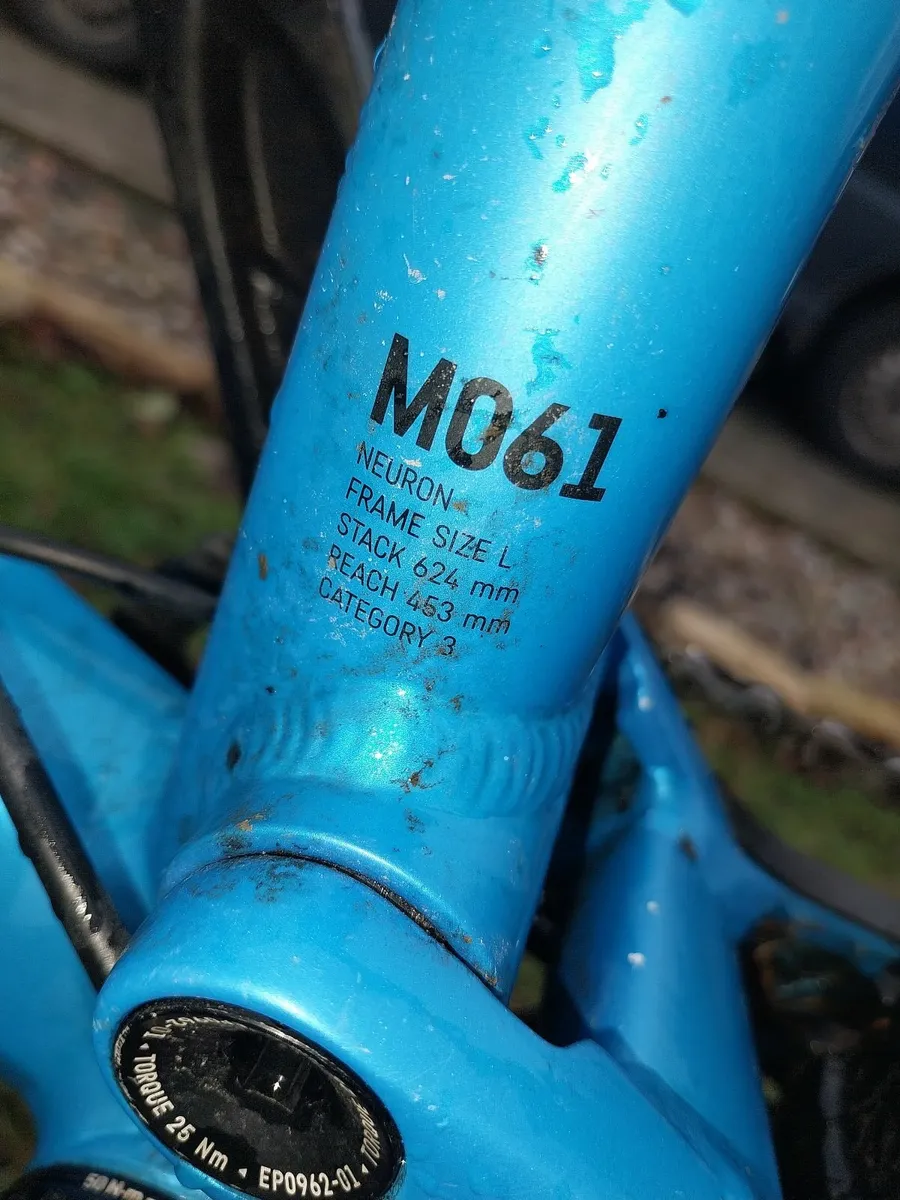 M061
NEURON
FRAME SIZE L
STACK 624 mm
REACH 453 mm
CATEGORY 3
TORQUE 25 Nm ◂ EP0962-01 ◂